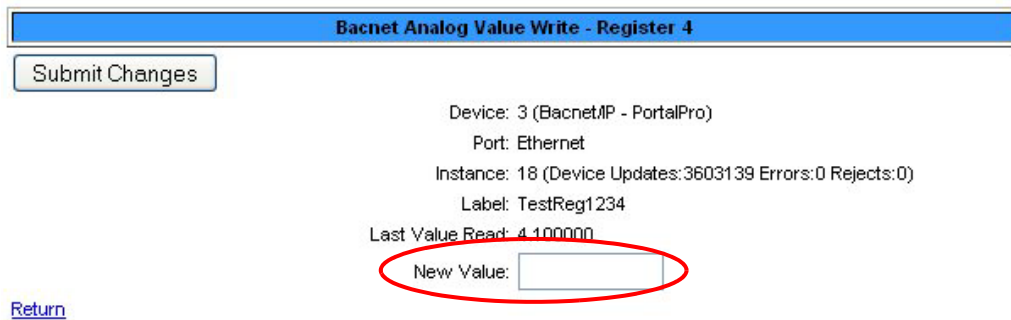 Bacnet Analog Value Write - Register 4
Submit Changes
Device: 3 (Bacnet/IP - PortalPro)
Port: Ethernet
Instance: 18 (Device Updates:3603139 Errors:0 Rejects:0)
Label: TestReg1234
Last Value Read: 4.100000
New Value:
Return